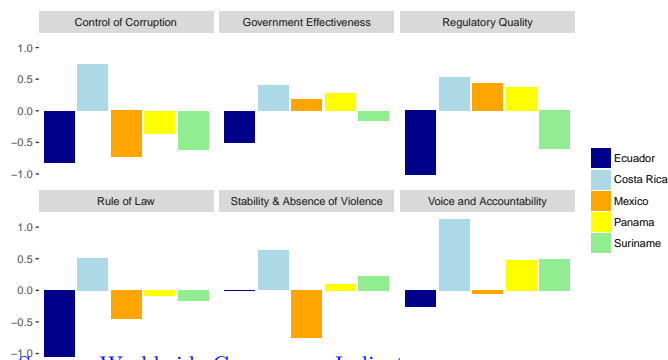 Control of Corruption
Government Effectiveness
Regulatory Quality
1.0
0.5
0.0
−0.5
−1.0
Ecuador
Costa Rica
Mexico
Panama
Suriname
Rule of Law
Stability & Absence of Violence
Voice and Accountability
1.0
0.5
0.0
−0.5
−1.0
Worldwide Governance